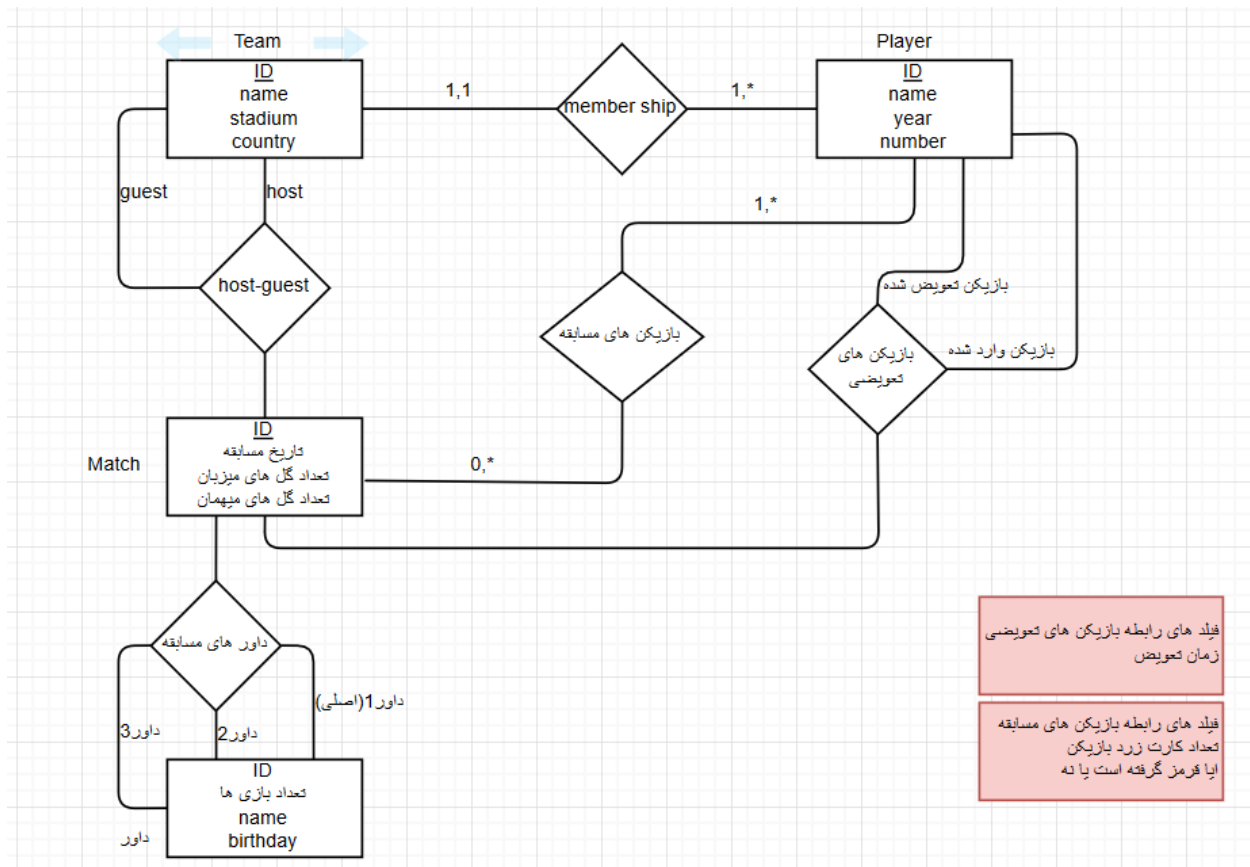 Team
ID
name
stadium
country
1,1
member ship
1,*
Player
ID
name
year
number
guest
host
host-guest
1,*
بازیکن های مسابقه
0,*
بازیکن تعویض شده
بازیکن های
تعویضی
بازیکن وارد شده
Match
ID
تاریخ مسابقه
تعداد گل های میزبان
تعداد گل های میهمان
داور های مسابقه
داور3
داور2
داور1(اصلی)
داور
ID
تعداد بازی ها
name
birthday
فیلد های رابطه بازیکن های تعویضی
زمان تعویض
فیلد های رابطه بازیکن های مسابقه
تعداد کارت زرد بازیکن
ایا قرمز گرفته است یا نه